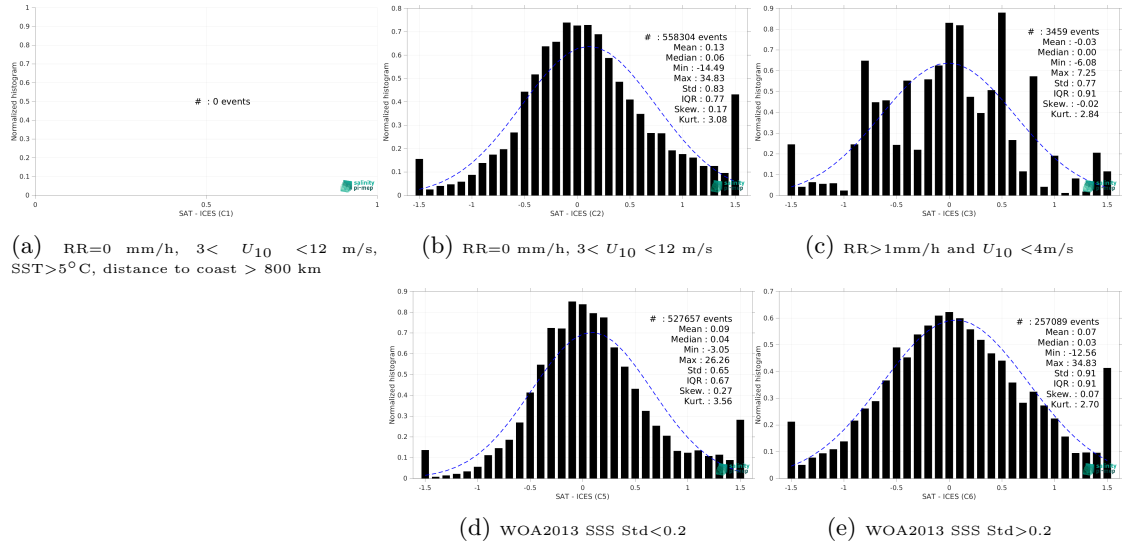 1
0.9
0.8
0.7
0.6
0.5
0.4
0.3
0.2
0.1
0
Normalized histogram
# : 0 events
salinity
pi-mep
0 0.5 1
SAT - ICES (C1)
(a) RR=0 mm/h, 3< U10 <12 m/s,
SST>5°C, distance to coast > 800 km
0.8
0.7
0.6
0.5
0.4
0.3
0.2
0.1
0
Normalized histogram
# : 558304 events
Mean : 0.13
Median : 0.06
Min : -14.49
Max : 34.83
Std : 0.83
IQR : 0.77
Skew. : 0.17
Kurt. : 3.08
-1.5 -1 -0.5 0 0.5 1 1.5
SAT - ICES (C2)
(b) RR=0 mm/h, 3< U10 <12 m/s
0.9
0.8
0.7
0.6
0.5
0.4
0.3
0.2
0.1
0
Normalized histogram
# : 3459 events
Mean : -0.03
Median : 0.00
Min : -6.08
Max : 7.25
Std : 0.77
IQR : 0.91
Skew. : -0.02
Kurt. : 2.84
-1.5 -1 -0.5 0 0.5 1 1.5
SAT - ICES (C3)
(c) RR>1mm/h and U10 <4m/s
0.9
0.8
0.7
0.6
0.5
0.4
0.3
0.2
0.1
0
Normalized histogram
# : 527657 events
Mean : 0.09
Median : 0.04
Min : -3.05
Max : 26.26
Std : 0.65
IQR : 0.67
Skew. : 0.27
Kurt. : 3.56
-1.5 -1 -0.5 0 0.5 1 1.5
SAT - ICES (C5)
(d) WOA2013 SSS Std<0.2
0.7
0.6
0.5
0.4
0.3
0.2
0.1
0
Normalized histogram
# : 257089 events
Mean : 0.07
Median : 0.03
Min : -12.56
Max : 34.83
Std : 0.91
IQR : 0.91
Skew. : 0.07
Kurt. : 2.70
-1.5 -1 -0.5 0 0.5 1 1.5
SAT - ICES (C6)
(e) WOA2013 SSS Std>0.2